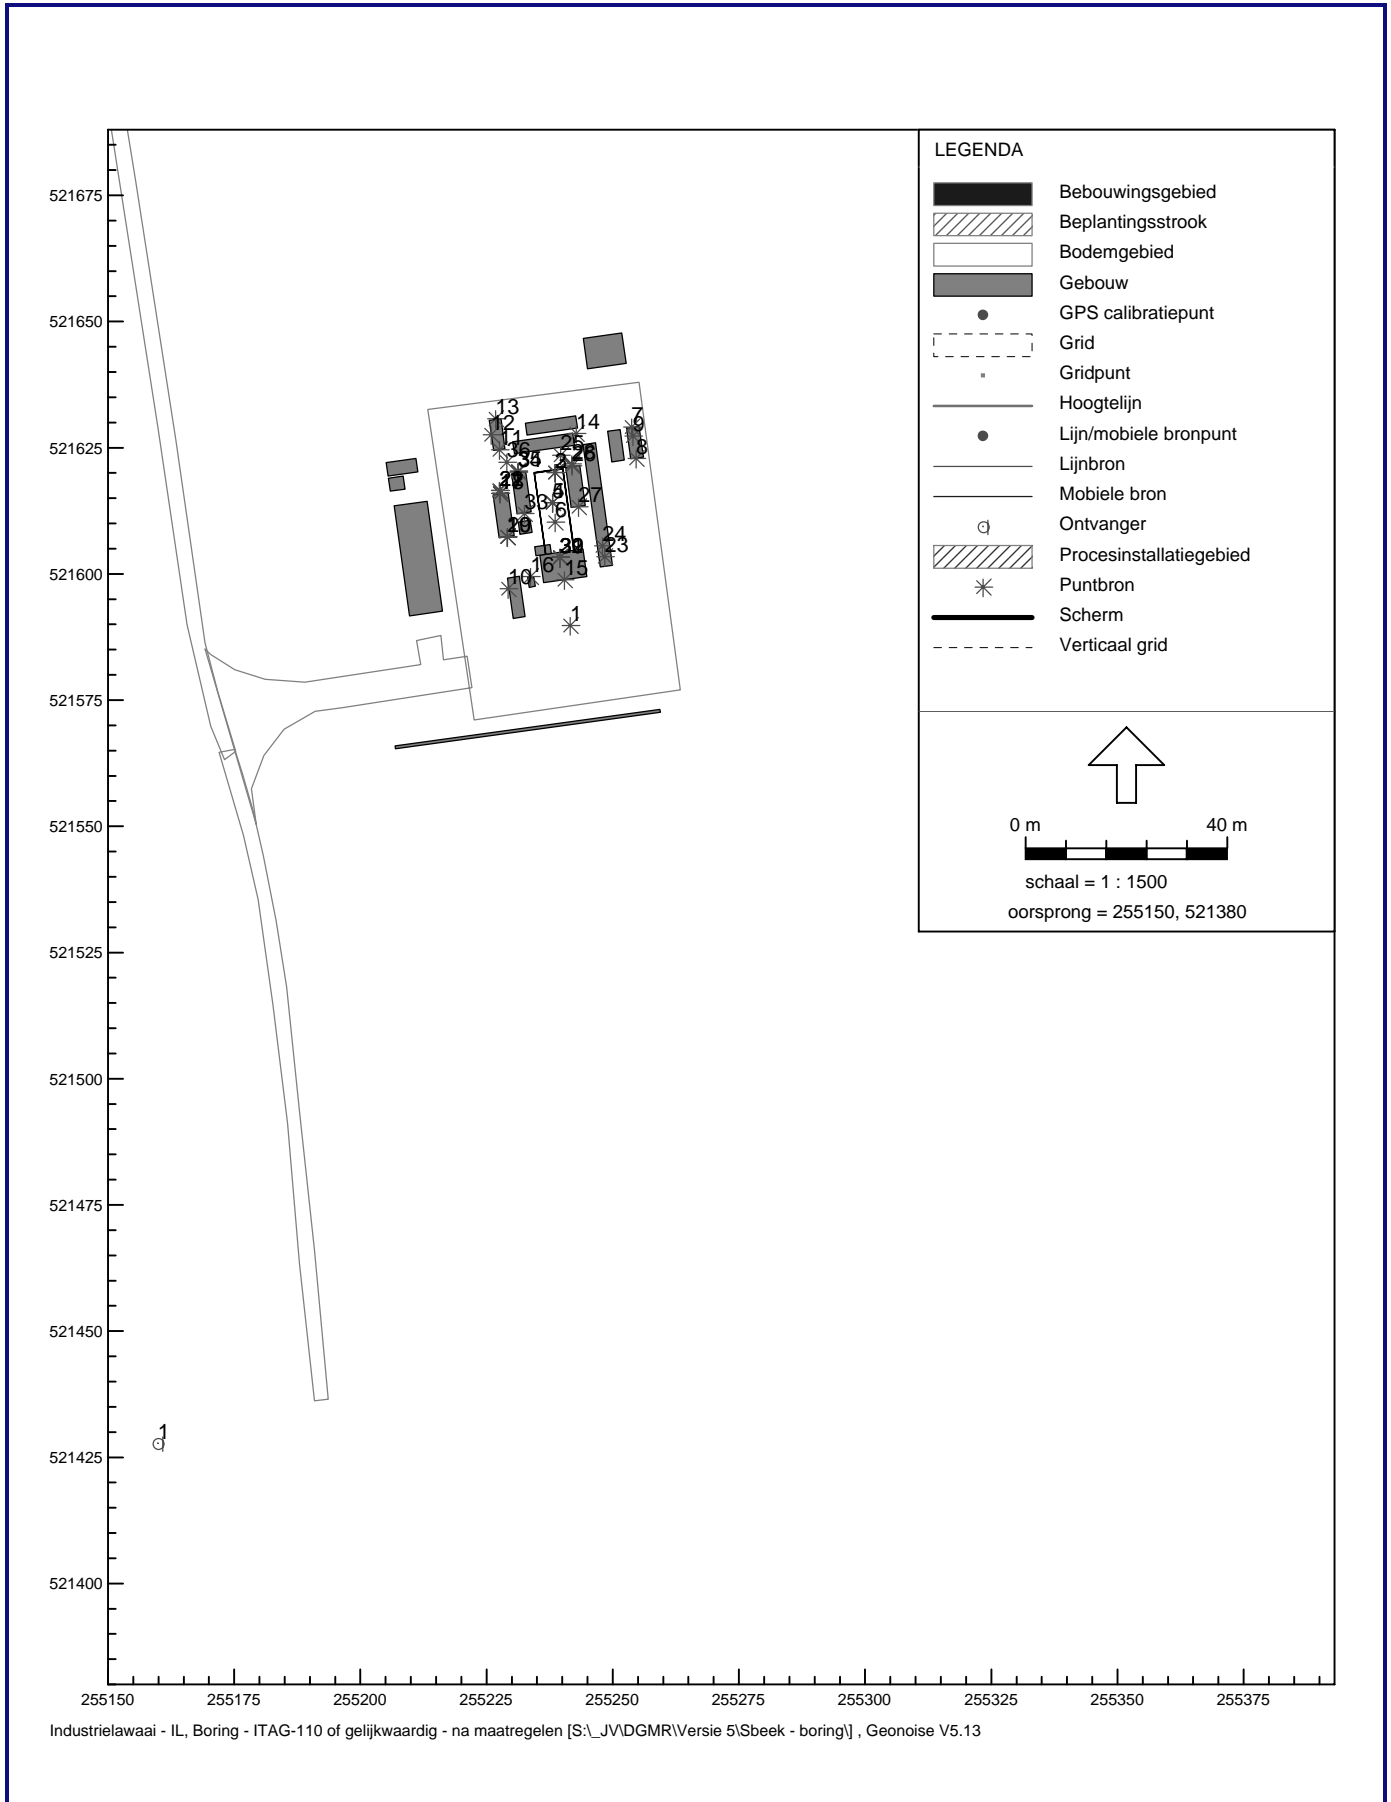 LEGENDA
Bebouwingsgebied
Beplantingsstrook
Bodemgebied
Gebouw
GPS calibratiepunt
Grid
Gridpunt
Hoogtelijn
Lijn/mobiele bronpunt
Lijnbron
Mobiele bron
Ontvanger
Procesinstallatiegebied
Puntbron
Scherm
Verticaal grid
0 m 40 m
schaal = 1 : 1500
oorsprong = 255150, 521380
521675
521650
521625
521600
521575
521550
521525
521500
521475
521450
521425
521400
13
12
11
14
7
9
8
36
25
27
33
6
24
23
16
15
10
1
1
255150 255175 255200 255225 255250 255275 255300 255325 255350 255375
Industrielawaai - IL, Boring - ITAG-110 of gelijkwaardig - na maatregelen [S:\_JV\DGMR\Versie 5\Sbeek - boring\] , Geonoise V5.13